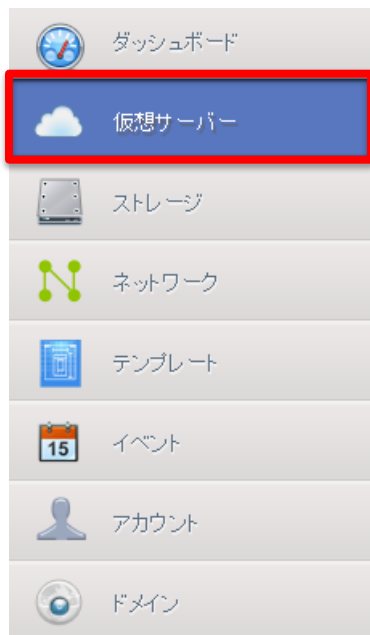 ダッシュボード
仮想サーバー
ストレージ
ネットワーク
テンプレート
15
イベント
アカウント
ドメイン